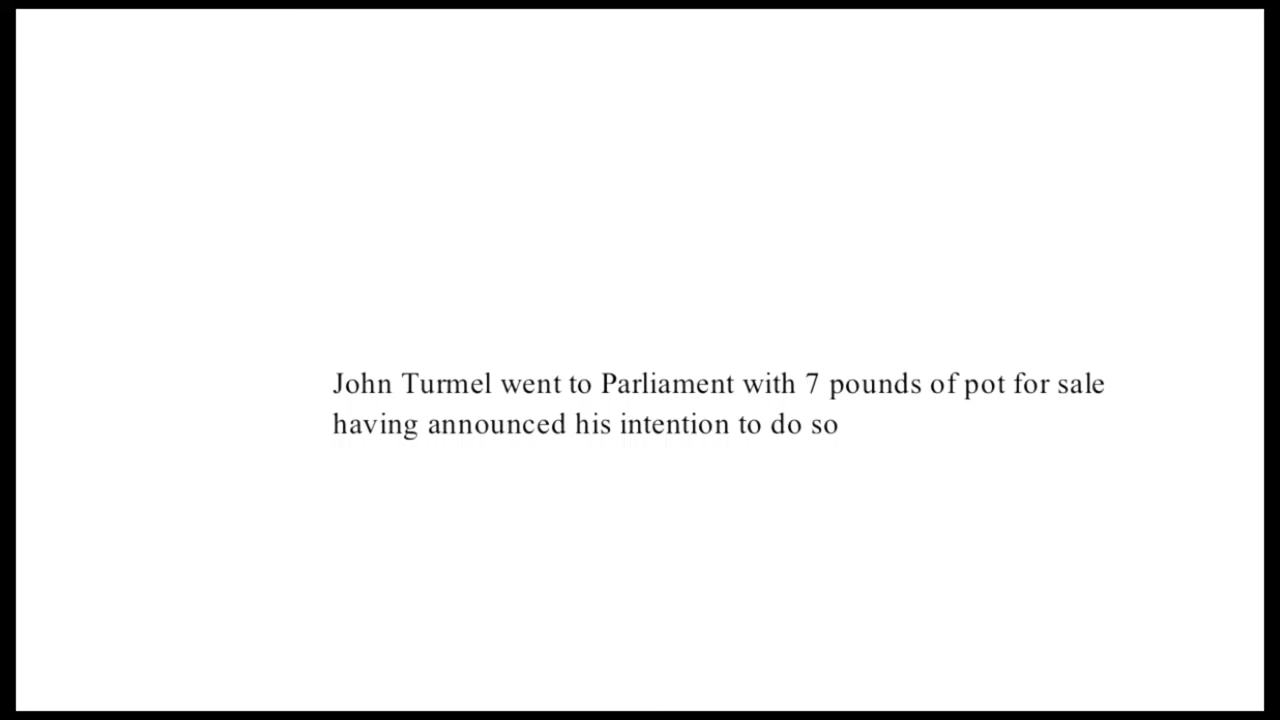 John Turmel went to Parliament with 7 pounds of pot for sale
having announced his intention to do so